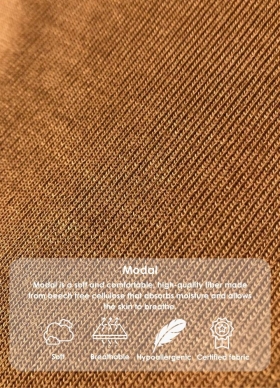 Modal
Modal is a soft and comfortable, high-quality fiber made
from beech tree cellulose that absorbs moisture and allows
the skin to breathe
Soft
Breathable
Hypoallergenic
Certified fabric